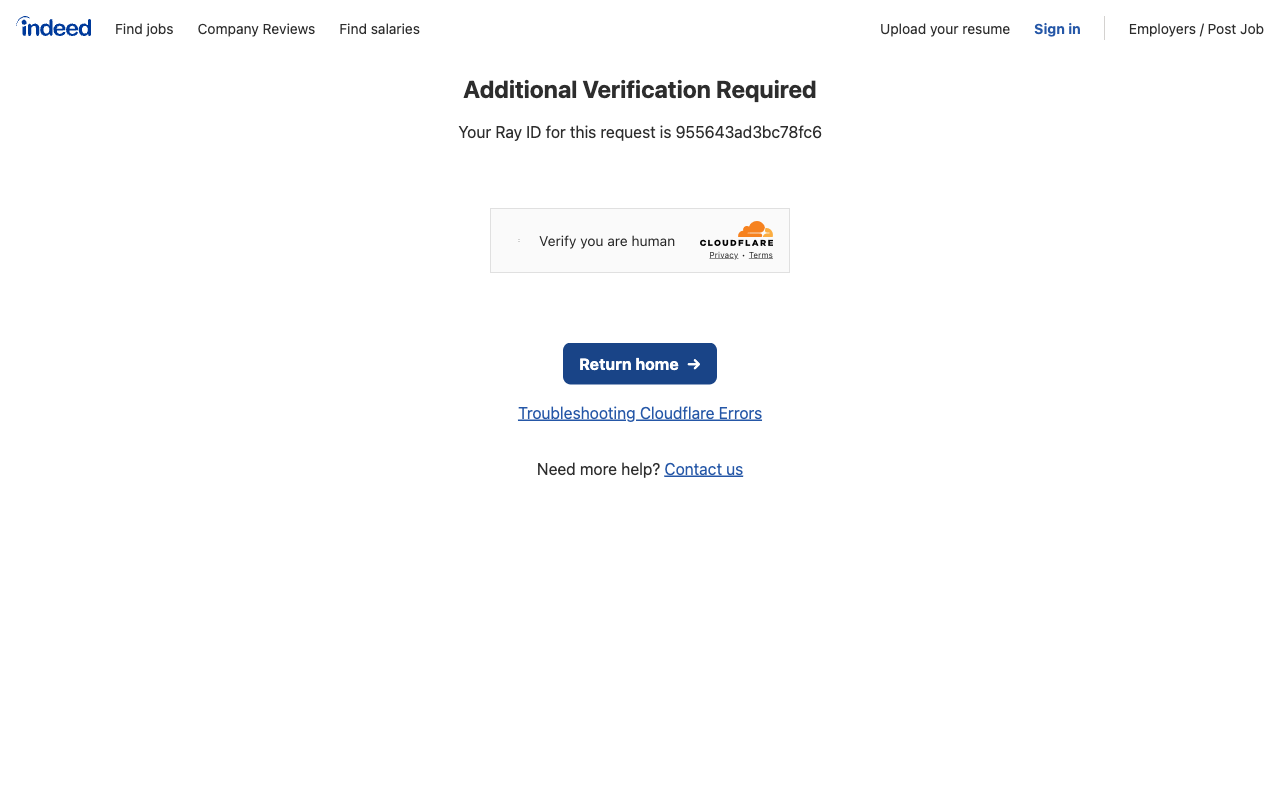 indeed
Find jobs
Company Reviews
Find salaries
Upload your resume
Sign in
Employers / Post Job
Additional Verification Required
Your Ray ID for this request is 955643ad3bc78fc6
Verify you are human
CLOUDFLARE
Privacy • Terms
Return home →
Troubleshooting Cloudflare Errors
Need more help? Contact us